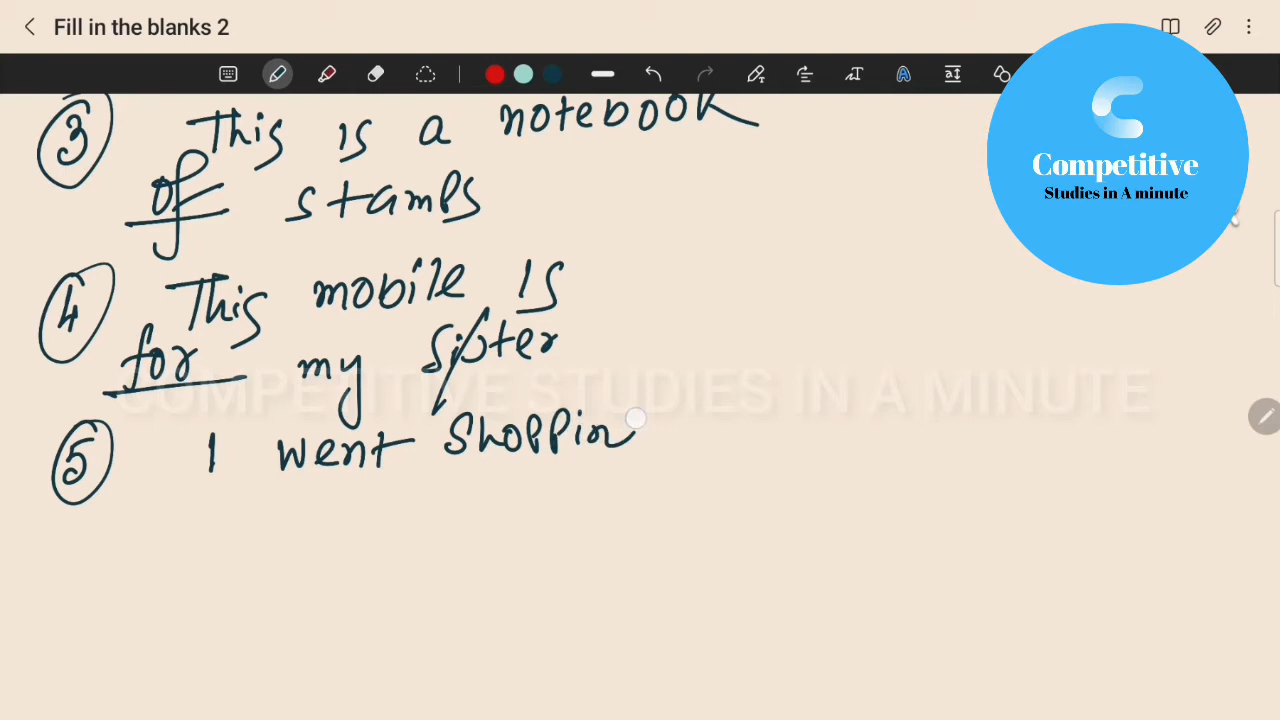 Fill in the blanks 2
Competitive
Studies in A minute
③ This is a notebook
of stamps
④ This mobile is
for my sister
COMPETITIVE STUDIES IN A MINUTE
⑤ I went shoppin